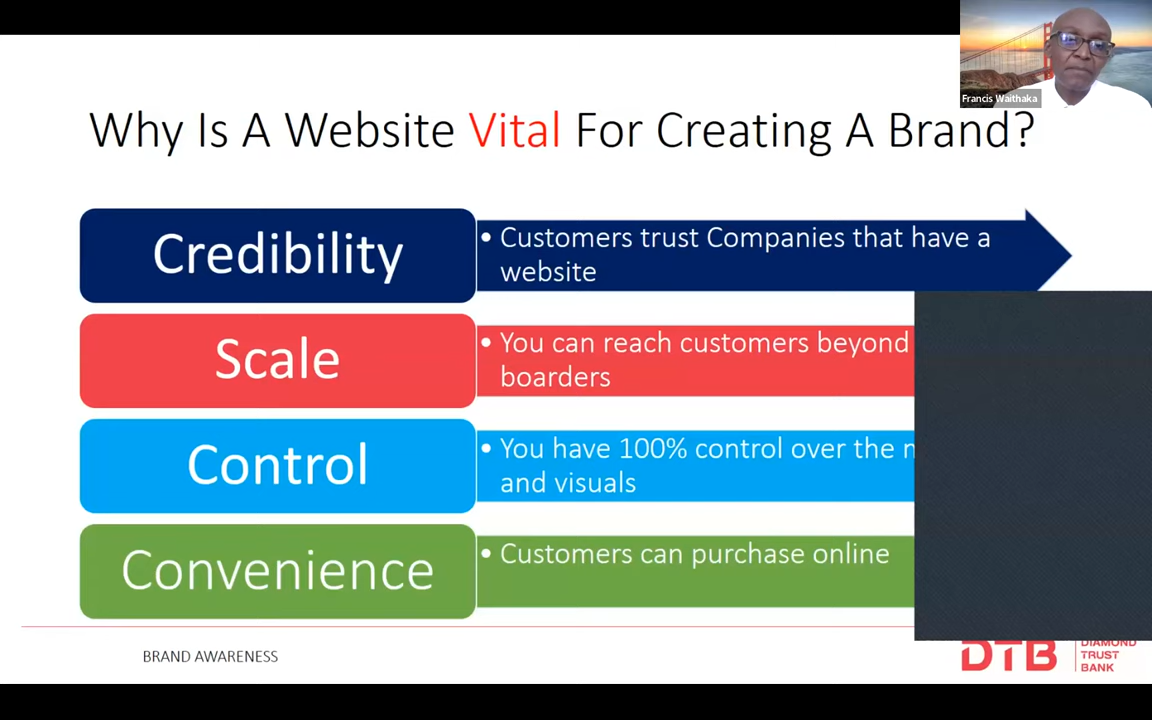 Francis Waithaka
Why Is A Website Vital For Creating A Brand?
Credibility
• Customers trust Companies that have a
website
Scale
• You can reach customers beyond
boarders
Control
• You have 100% control over the
and visuals
Convenience
• Customers can purchase online
BRAND AWARENESS
DTB
DIAMOND
TRUST
BANK